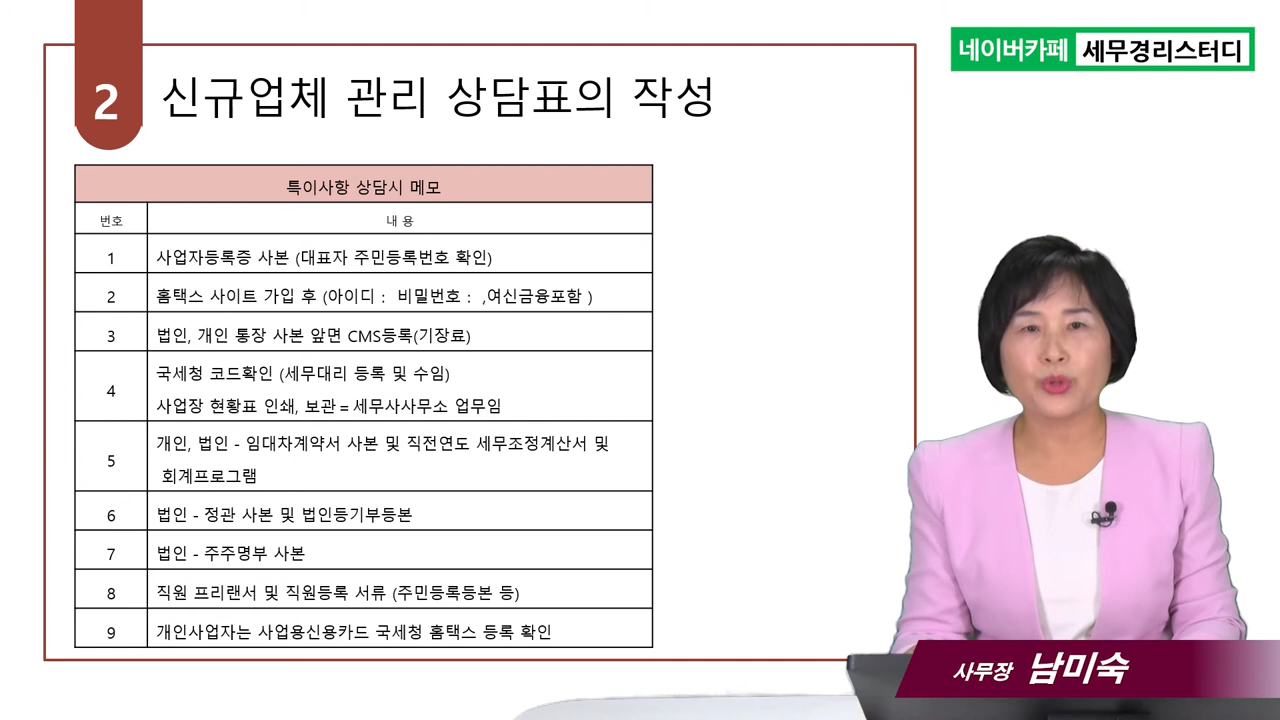 네이버카페 세무경리스터디
2 신규업체 관리 상담표의 작성
특이사항 상담시 메모
번호 내 용
1 사업자등록증 사본 (대표자 주민등록번호 확인)
2 홈택스 사이트 가입 후 (아이디 : 비밀번호 : ,여신금융포함 )
3 법인, 개인 통장 사본 앞면 CMS등록(기장료)
4 국세청 코드확인 (세무대리 등록 및 수임)
사업장 현황표 인쇄, 보관 = 세무사사무소 업무임
5 개인, 법인 - 임대차계약서 사본 및 직전연도 세무조정계산서 및
회계프로그램
6 법인 - 정관 사본 및 법인등기부등본
7 법인 - 주주명부 사본
8 직원 프리랜서 및 직원등록 서류 (주민등록등본 등)
9 개인사업자는 사업용신용카드 국세청 홈택스 등록 확인
사무장 남미숙